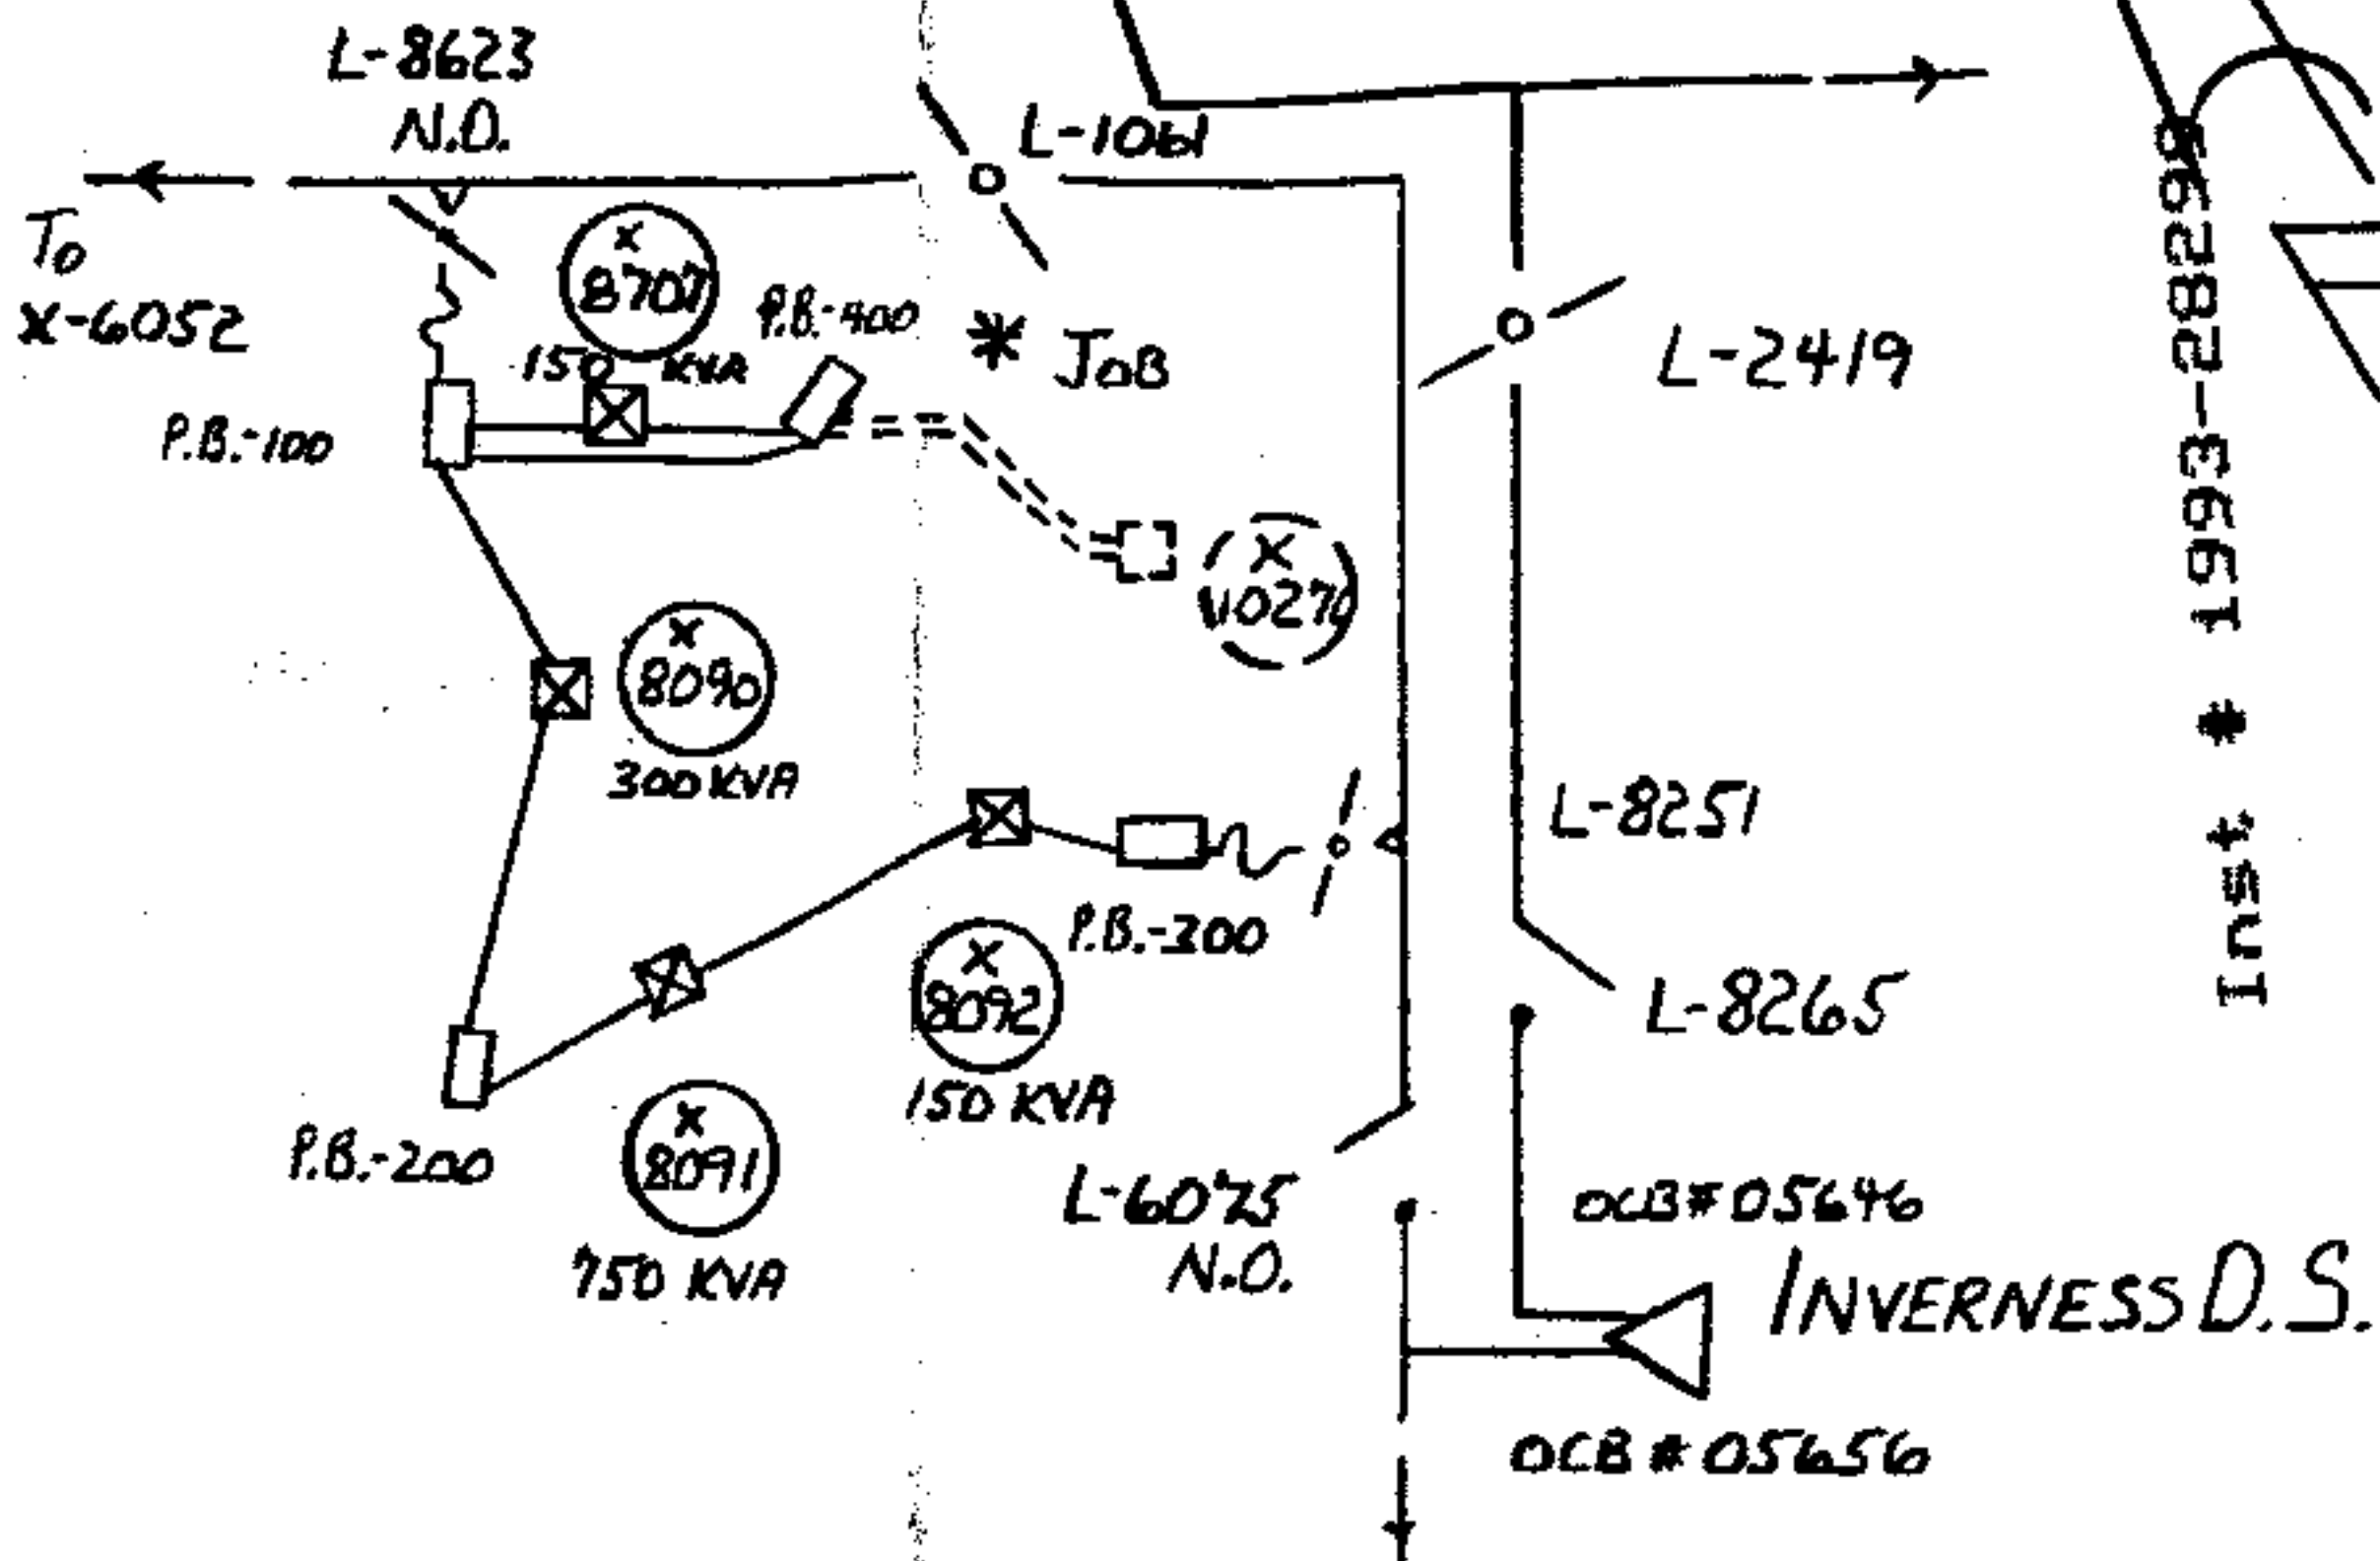 L-8623
N.O.
L-1061
To
X-6052
X
8707
150 KVA
P.B.-400
* JOB
L-2419
P.B.-100
X
V0270
X
8090
300 KVA
L-8251
P.B.-300
X
8092
150 KVA
L-8265
P.B.-200
X
8091
750 KVA
L-6075
N.O.
OCB#05646
INVERNESS D.S.
OCB#05656
Inst. # 1993-28299